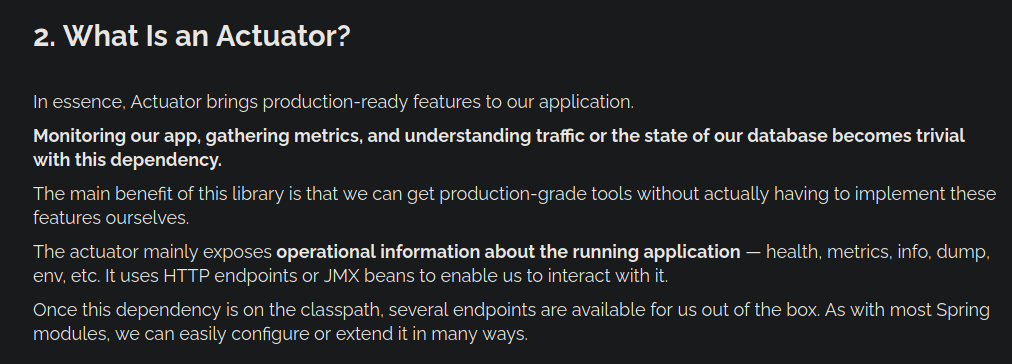 2. What Is an Actuator?
In essence, Actuator brings production-ready features to our application.
Monitoring our app, gathering metrics, and understanding traffic or the state of our database becomes trivial
with this dependency.
The main benefit of this library is that we can get production-grade tools without actually having to implement these
features ourselves.
The actuator mainly exposes operational information about the running application — health, metrics, info, dump,
env, etc. It uses HTTP endpoints or JMX beans to enable us to interact with it.
Once this dependency is on the classpath, several endpoints are available for us out of the box. As with most Spring
modules, we can easily configure or extend it in many ways.